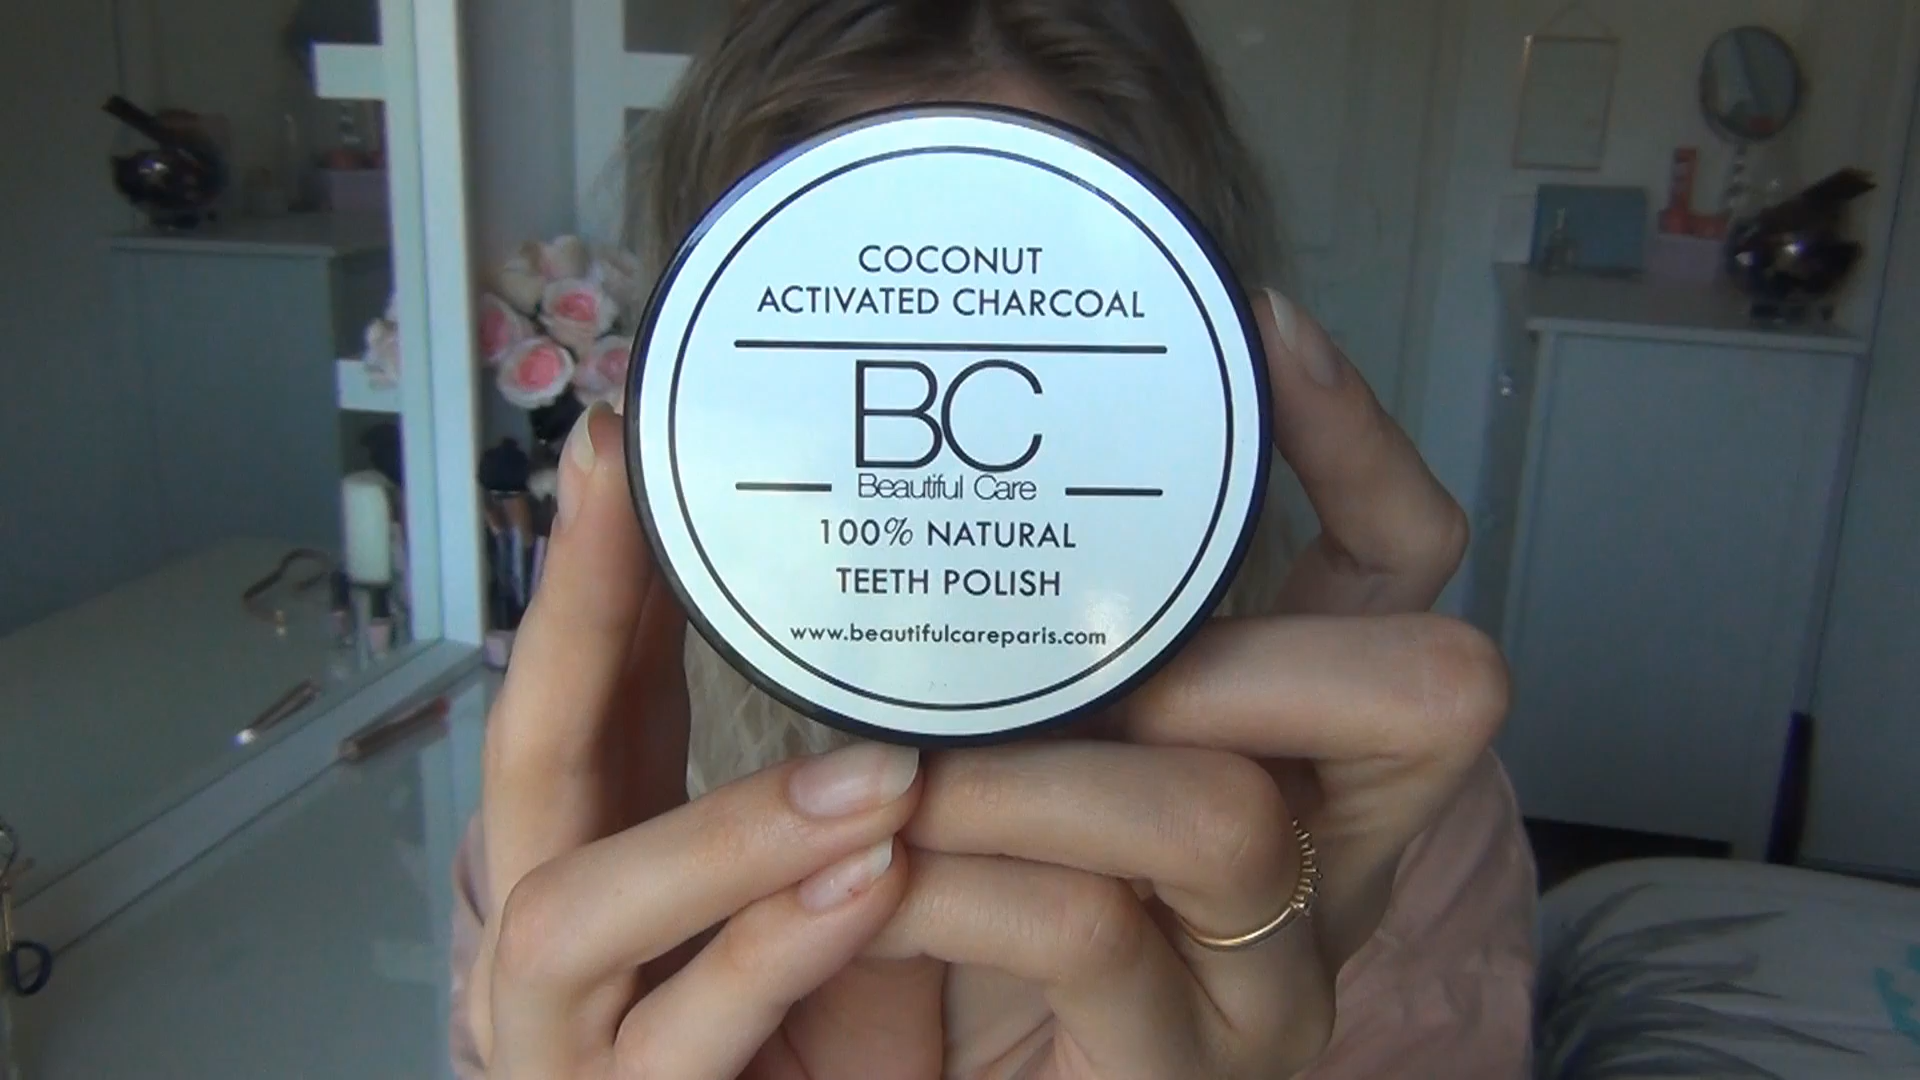 COCONUT
ACTIVATED CHARCOAL
BC
Beautiful Care
100% NATURAL
TEETH POLISH
www.beautifulcareparis.com